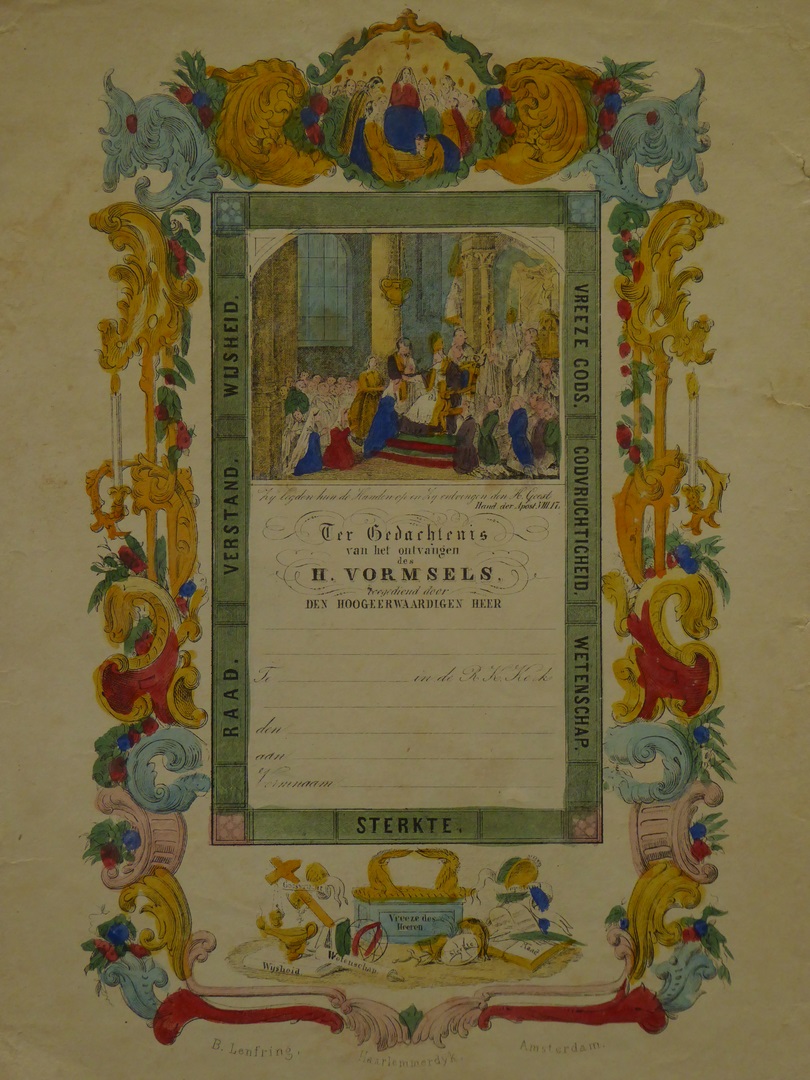 WIJSHEID.
VERSTAND.
RAAD.
VREEZE GODS.
GODVRUCHTIGHEID.
WETENSCHAP.
STERKTE.
Zij legden hun de Handen op en Zij ontvingen den H. Geest
Hand. der Apost. VIII.17.
Ter Gedachtenis
van het ontvangen
des
H. VORMSELS,
toegediend door
DEN HOOGEERWAARDIGEN HEER
Te in de R. K. Kerk
den
aan
Vormnaam
Vreeze des
Heeren
Wijsheid
Wetenschap
B. Lenfring.
Haarlemmerdyk.
Amsterdam.